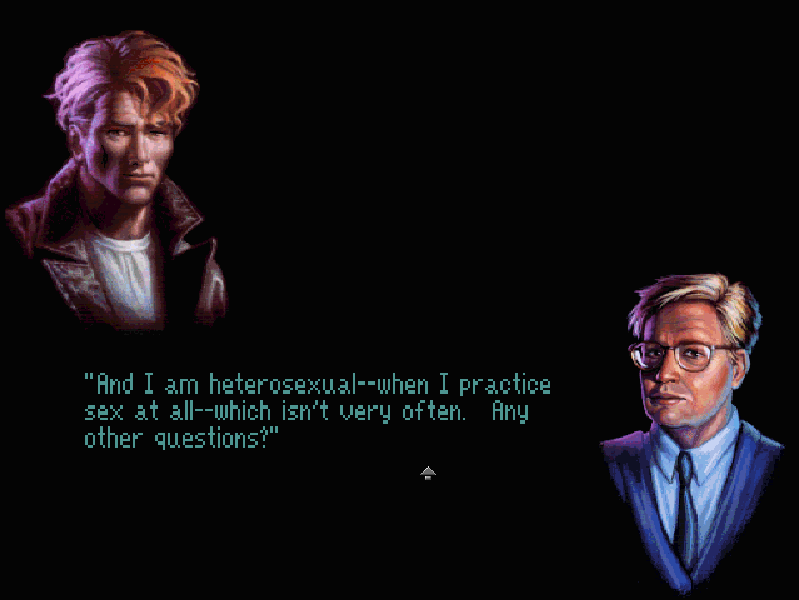 "And I am heterosexual--when I practice
sex at all--which isn't very often.  Any
other questions?"